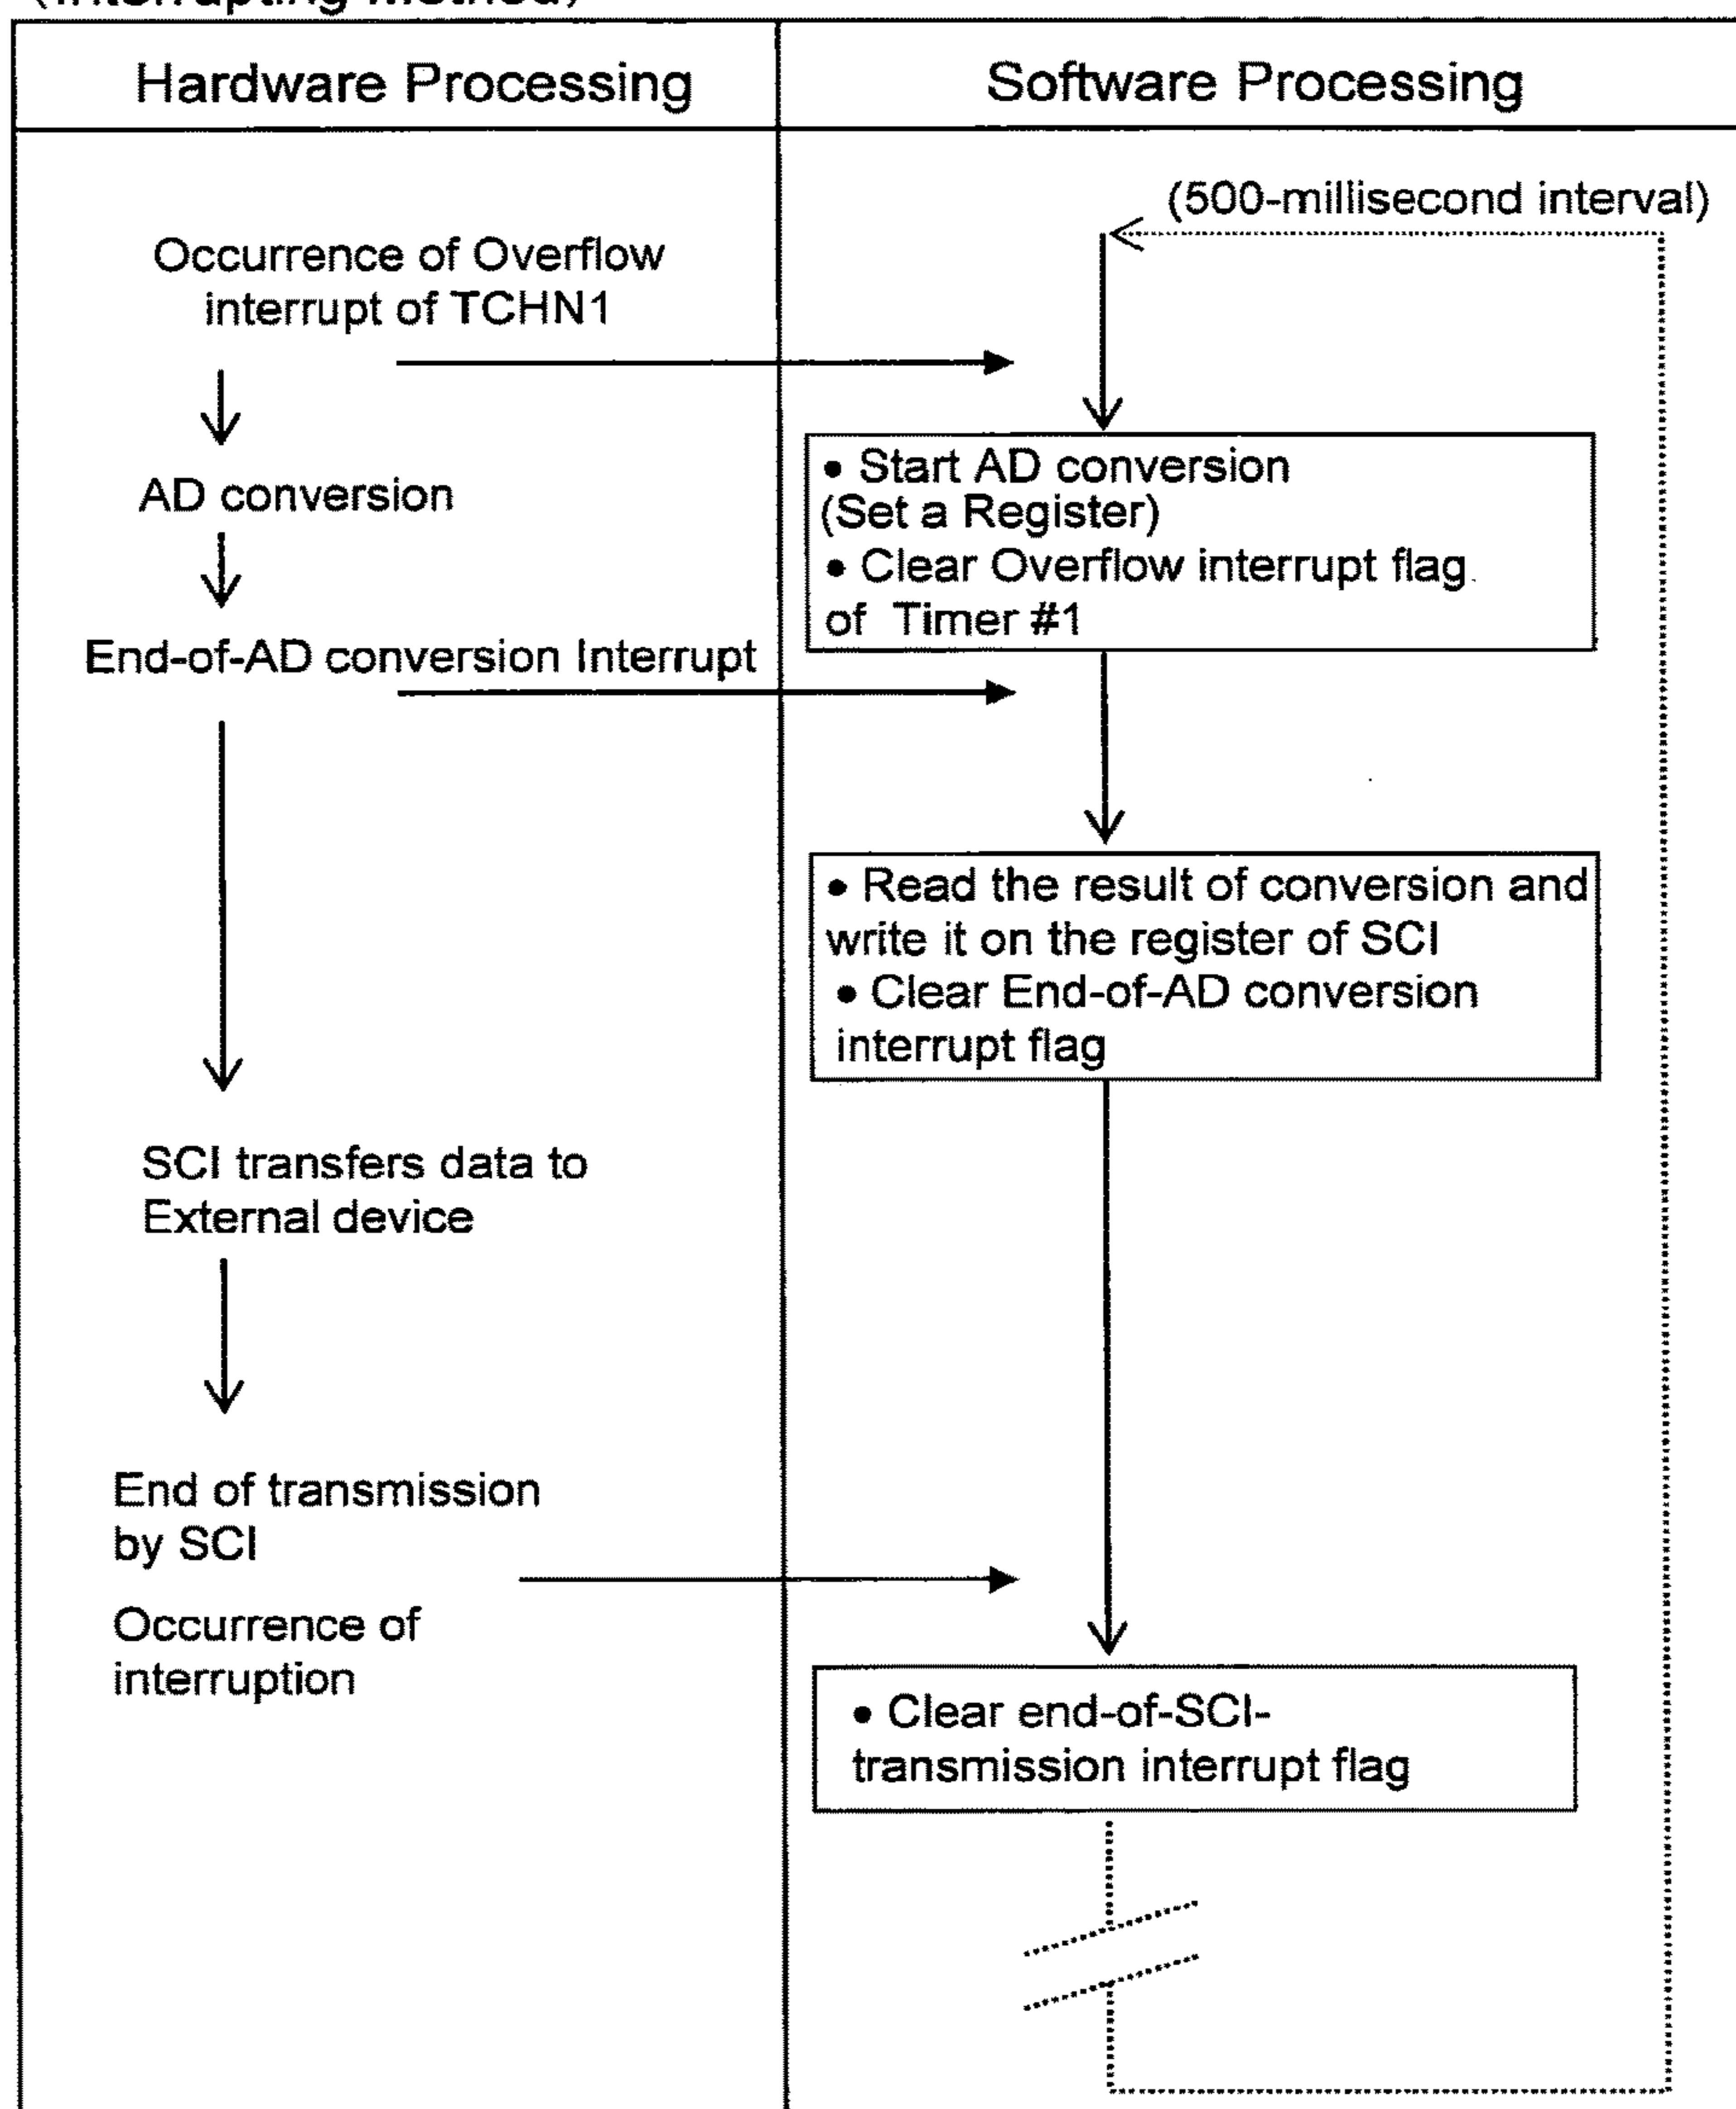 (Interrupting Method)
Hardware Processing
Software Processing
(500-millisecond interval)
Occurrence of Overflow
interrupt of TCHN1
AD conversion
End-of-AD conversion Interrupt
SCI transfers data to
External device
End of transmission
by SCI
Occurrence of
interruption
• Start AD conversion
(Set a Register)
• Clear Overflow interrupt flag
of Timer #1
• Read the result of conversion and
write it on the register of SCI
• Clear End-of-AD conversion
interrupt flag
• Clear end-of-SCI-
transmission interrupt flag